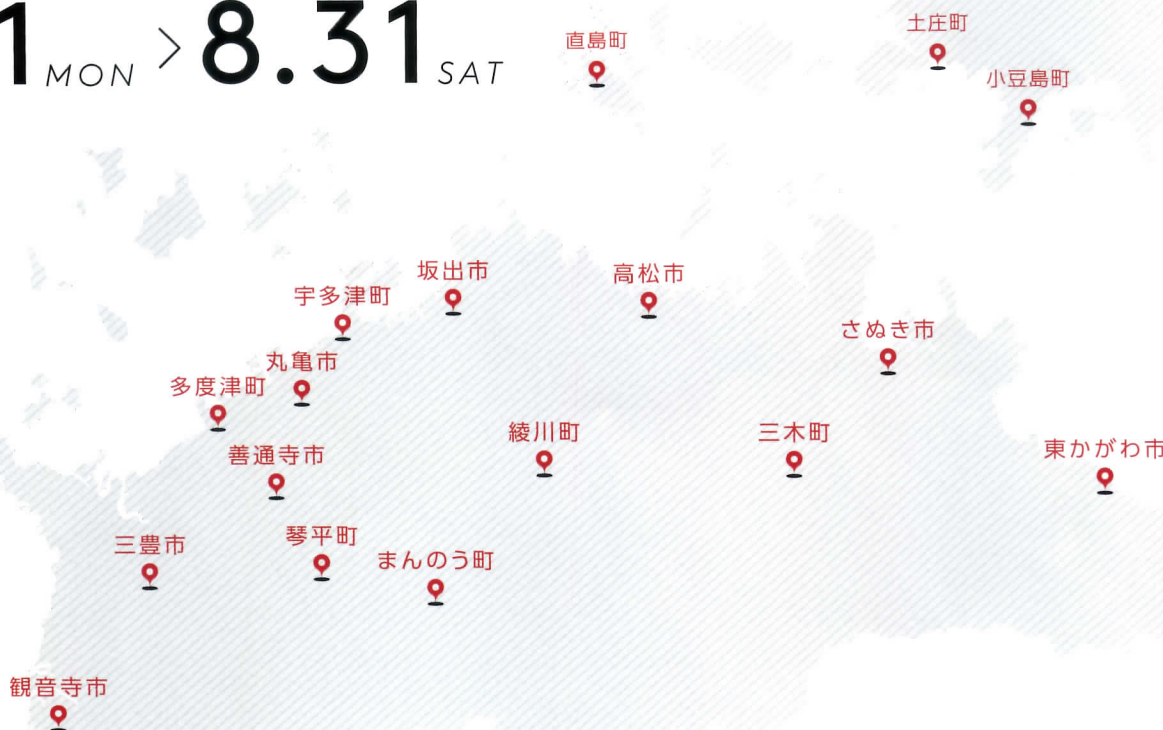 1 MON > 8.31 SAT
直島町
土庄町
小豆島町
坂出市
高松市
宇多津町
さぬき市
丸亀市
多度津町
綾川町
三木町
東かがわ市
善通寺市
琴平町
三豊市
まんのう町
観音寺市